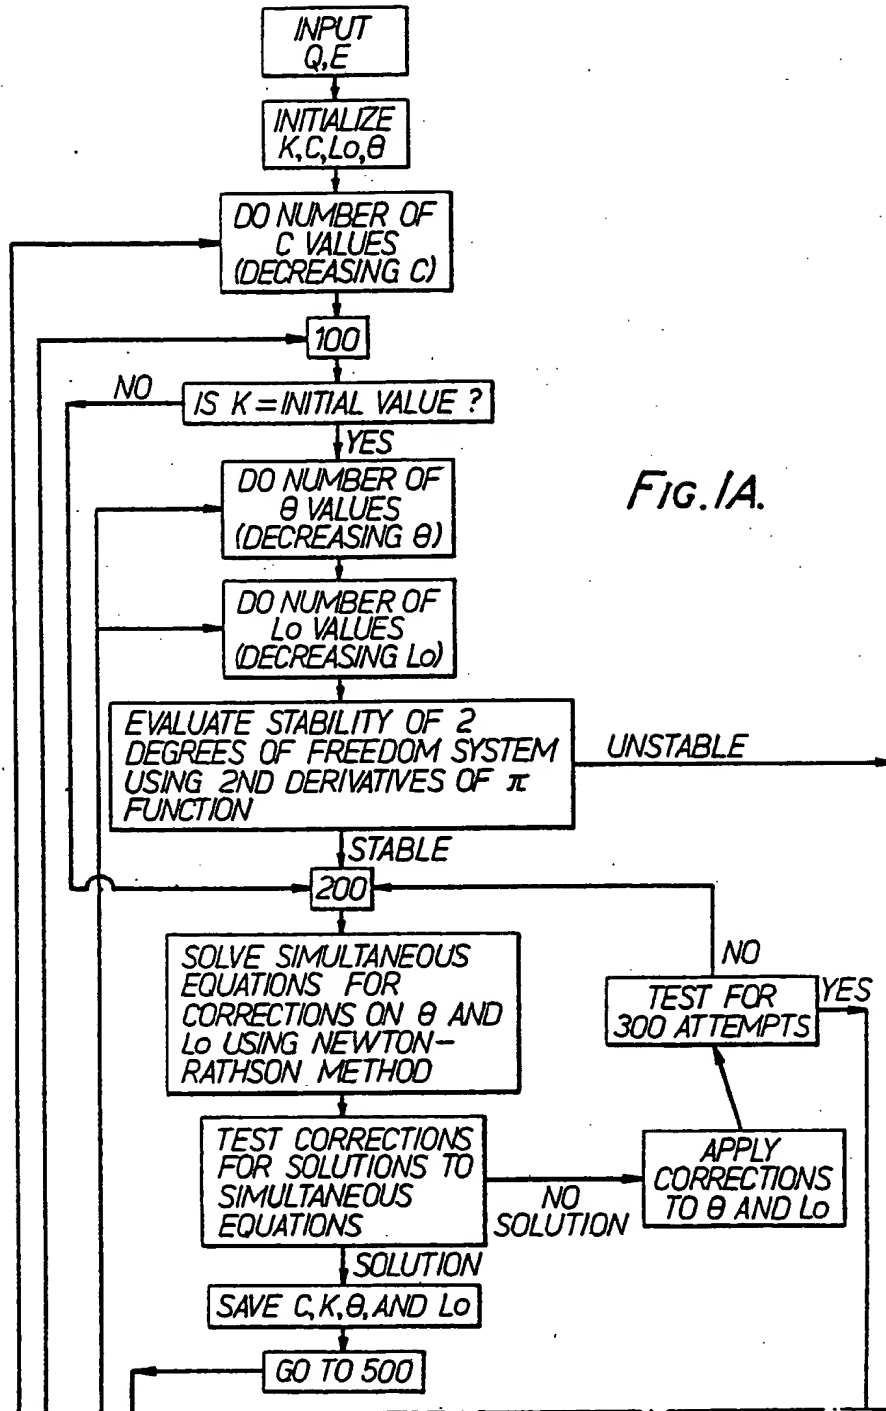 INPUT
Q,E
INITIALIZE
K,C,Lo,θ
DO NUMBER OF
C VALUES
(DECREASING C)
100
NO
IS K=INITIAL VALUE ?
YES
DO NUMBER OF
θ VALUES
(DECREASING θ)
FIG.1A.
DO NUMBER OF
Lo VALUES
(DECREASING Lo)
EVALUATE STABILITY OF 2
DEGREES OF FREEDOM SYSTEM
USING 2ND DERIVATIVES OF π
FUNCTION
UNSTABLE
STABLE
200
SOLVE SIMULTANEOUS
EQUATIONS FOR
CORRECTIONS ON θ AND
Lo USING NEWTON-
RATHSON METHOD
NO
TEST FOR
300 ATTEMPTS
YES
TEST CORRECTIONS
FOR SOLUTIONS TO
SIMULTANEOUS
EQUATIONS
NO
SOLUTION
APPLY
CORRECTIONS
TO θ AND Lo
SOLUTION
SAVE C,K,θ,AND Lo
GO TO 500